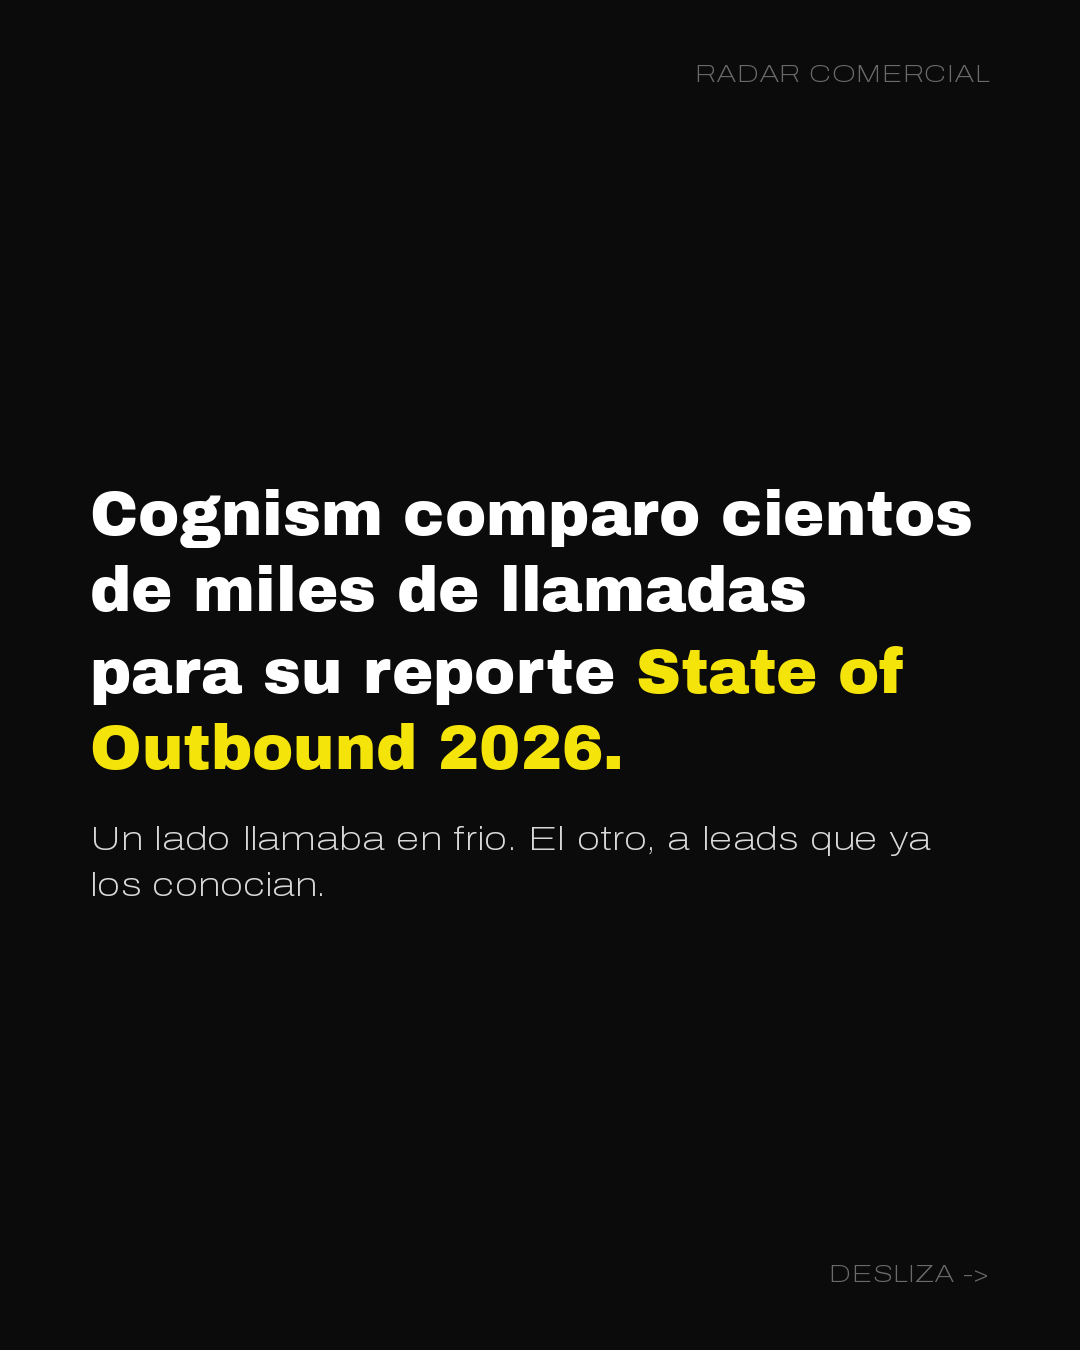 RADAR COMERCIAL
Cognism comparo cientos
de miles de llamadas
para su reporte State of
Outbound 2026.
Un lado llamaba en frio. El otro, a leads que ya
los conocian.
DESLIZA ->